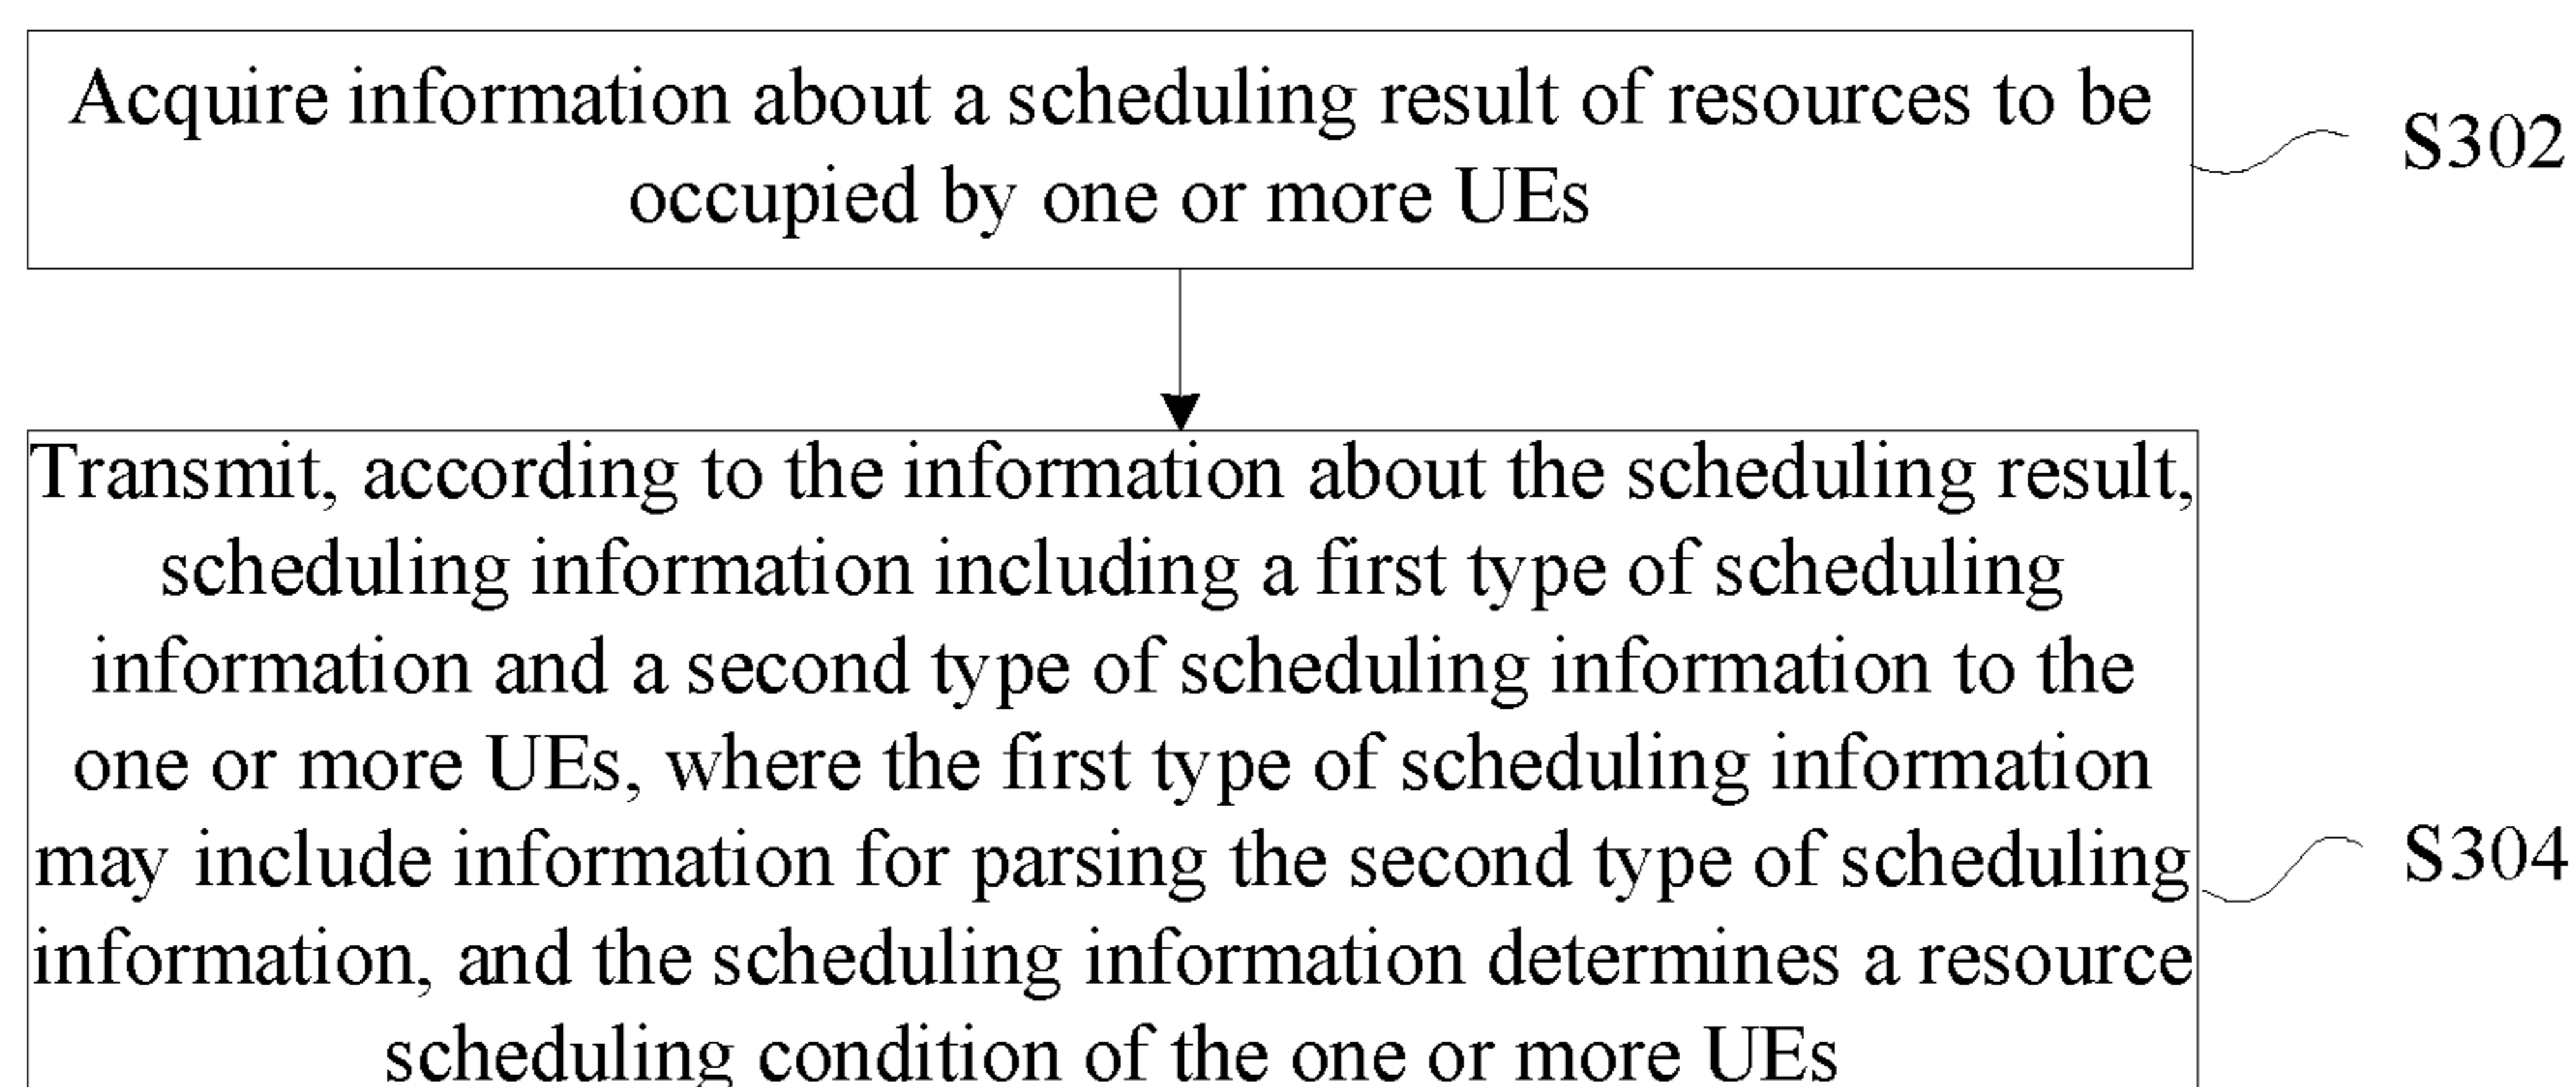 Acquire information about a scheduling result of resources to be
occupied by one or more UEs
S302
Transmit, according to the information about the scheduling result,
scheduling information including a first type of scheduling
information and a second type of scheduling information to the
one or more UEs, where the first type of scheduling information
may include information for parsing the second type of scheduling
information, and the scheduling information determines a resource
scheduling condition of the one or more UEs
S304